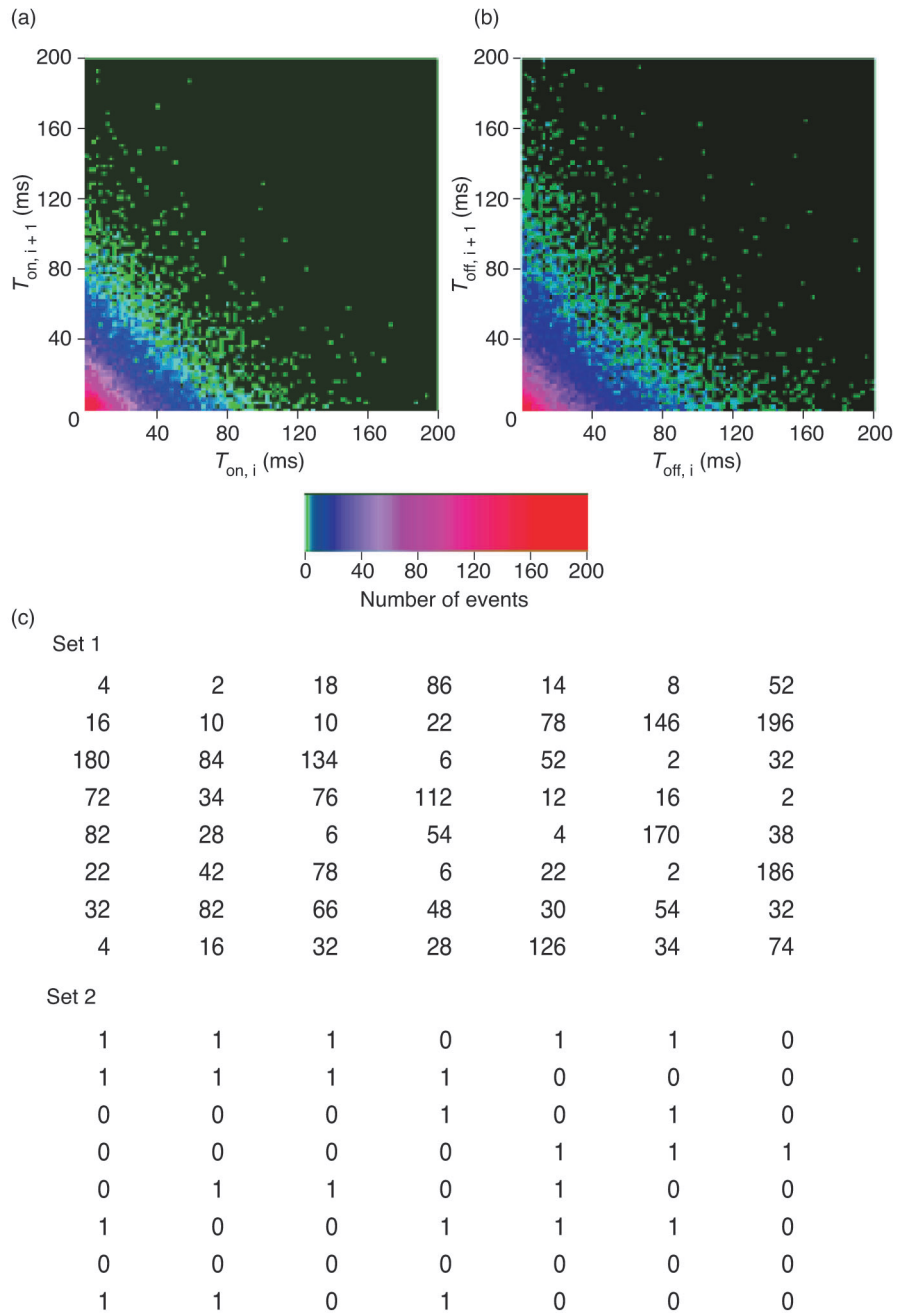 (a)
200
160
120
80
40
0
40
80
120
160
200
T on, i + 1 (ms)
T on, i (ms)
(b)
200
160
120
80
40
0
40
80
120
160
200
T off, i + 1 (ms)
T off, i (ms)
0 40 80 120 160 200
Number of events
(c)
Set 1
4 2 18 86 14 8 52
16 10 10 22 78 146 196
180 84 134 6 52 2 32
72 34 76 112 12 16 2
82 28 6 54 4 170 38
22 42 78 6 22 2 186
32 82 66 48 30 54 32
4 16 32 28 126 34 74
Set 2
1 1 1 0 1 1 0
1 1 1 1 0 0 0
0 0 0 1 0 1 0
0 0 0 0 1 1 1
0 1 1 0 1 0 0
1 0 0 1 1 1 0
0 0 0 0 0 0 0
1 1 0 1 0 0 0